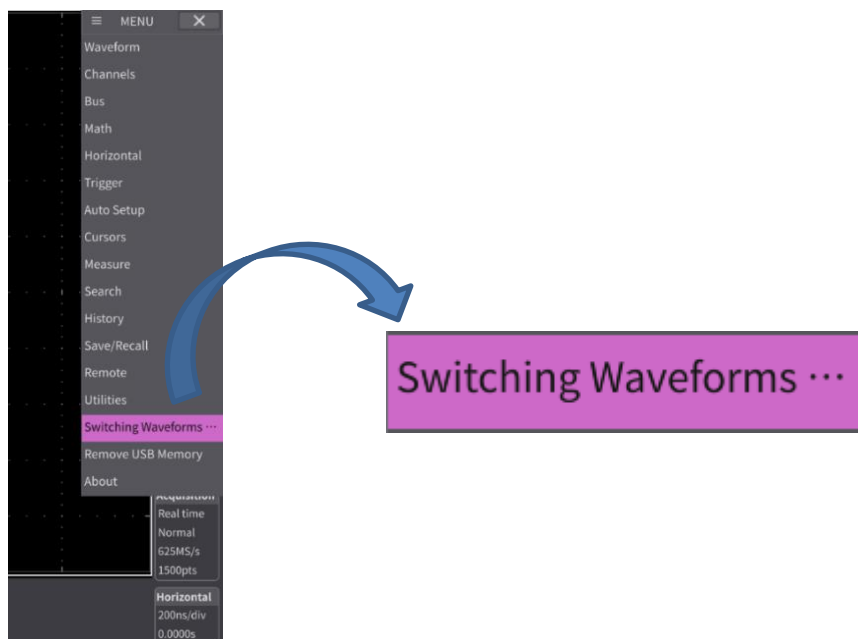 ≡ MENU ✕
Waveform
Channels
Bus
Math
Horizontal
Trigger
Auto Setup
Cursors
Measure
Search
History
Save/Recall
Remote
Utilities
Switching Waveforms ⋯
Remove USB Memory
About
Acquisition
Real time
Normal
625MS/s
1500pts
Horizontal
200ns/div
0.0000s
Switching Waveforms ⋯